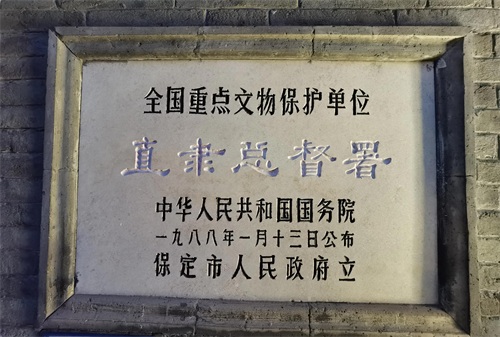 全国重点文物保护单位
直隶总督署
中华人民共和国国务院
一九八八年一月十三日公布
保定市人民政府立